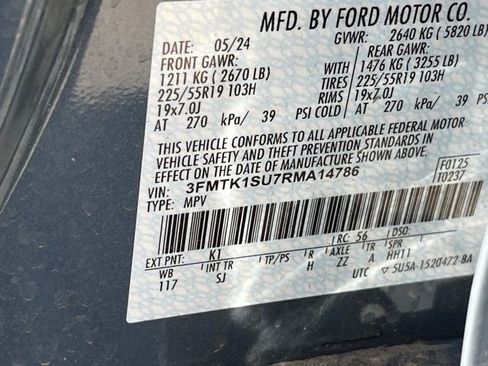 MFD. BY FORD MOTOR CO.
DATE: 05/24 GVWR: 2640 KG (5820 LB)
FRONT GAWR: REAR GAWR:
1211 KG (2670 LB) WITH 1476 KG (3255 LB)
225/55R19 103H TIRES 225/55R19 103H
19x7.0J RIMS 19x7.0J
AT 270 kPa/ 39 PSI COLD AT 270 kPa/ 39 PSI
THIS VEHICLE CONFORMS TO ALL APPLICABLE FEDERAL MOTOR
VEHICLE SAFETY AND THEFT PREVENTION STANDARDS IN
EFFECT ON THE DATE OF MANUFACTURE SHOWN ABOVE.
VIN: 3FMTK1SU7RMA14786 F0125
TYPE: MPV T0237
EXT PNT: K1 RC: 56 DSO:
WB INT TR TP/PS R AXLE TR SPR
117 SJ H ZZ A HH11
UTC 5U5A-1520472-BA